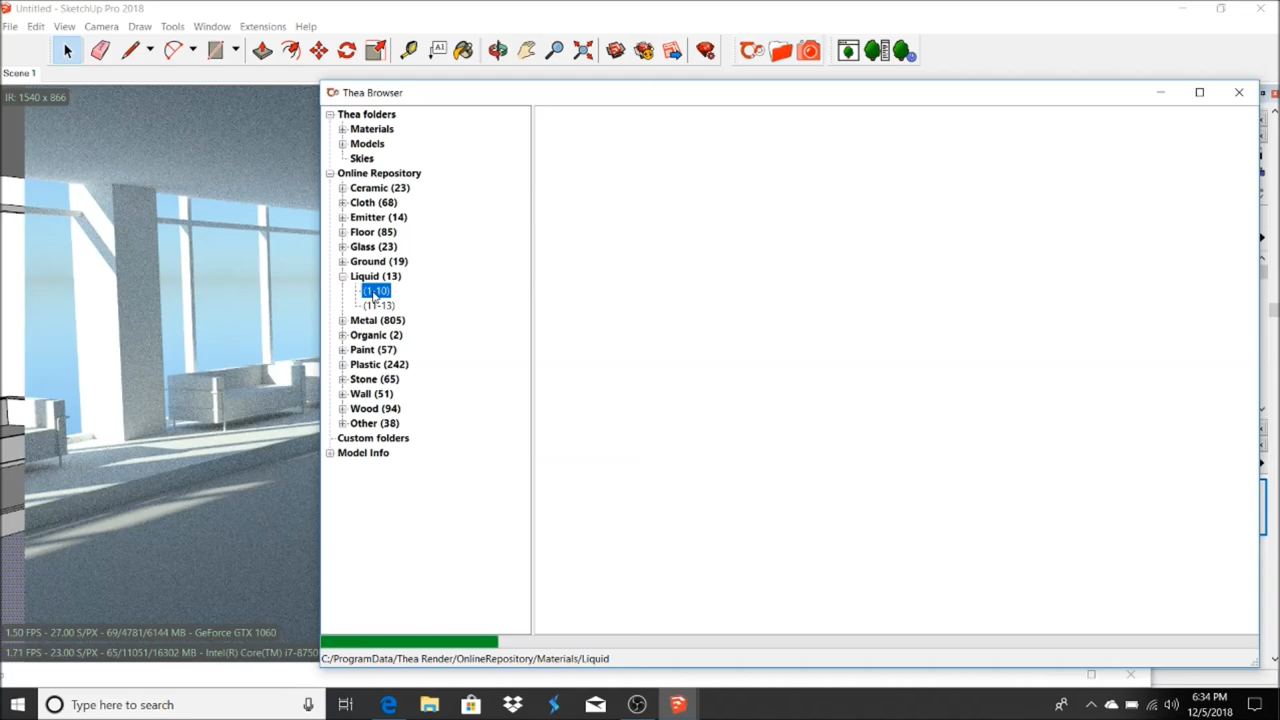 Untitled - SketchUp Pro 2018
File Edit View Camera Draw Tools Window Extensions Help
A1
Scene 1
IR: 1540 x 866
Thea Browser
Thea folders
Materials
Models
Skies
Online Repository
Ceramic (23)
Cloth (68)
Emitter (14)
Floor (85)
Glass (23)
Ground (19)
Liquid (13)
(1-10)
(11-13)
Metal (805)
Organic (2)
Paint (57)
Plastic (242)
Stone (65)
Wall (51)
Wood (94)
Other (38)
Custom folders
Model Info
1.50 FPS - 27.00 S/PX - 69/4781/6144 MB - GeForce GTX 1060
1.71 FPS - 23.00 S/PX - 65/11051/16302 MB - Intel(R) Core(TM) i7-8750
C:/ProgramData/Thea Render/OnlineRepository/Materials/Liquid
Type here to search
6:34 PM
12/5/2018